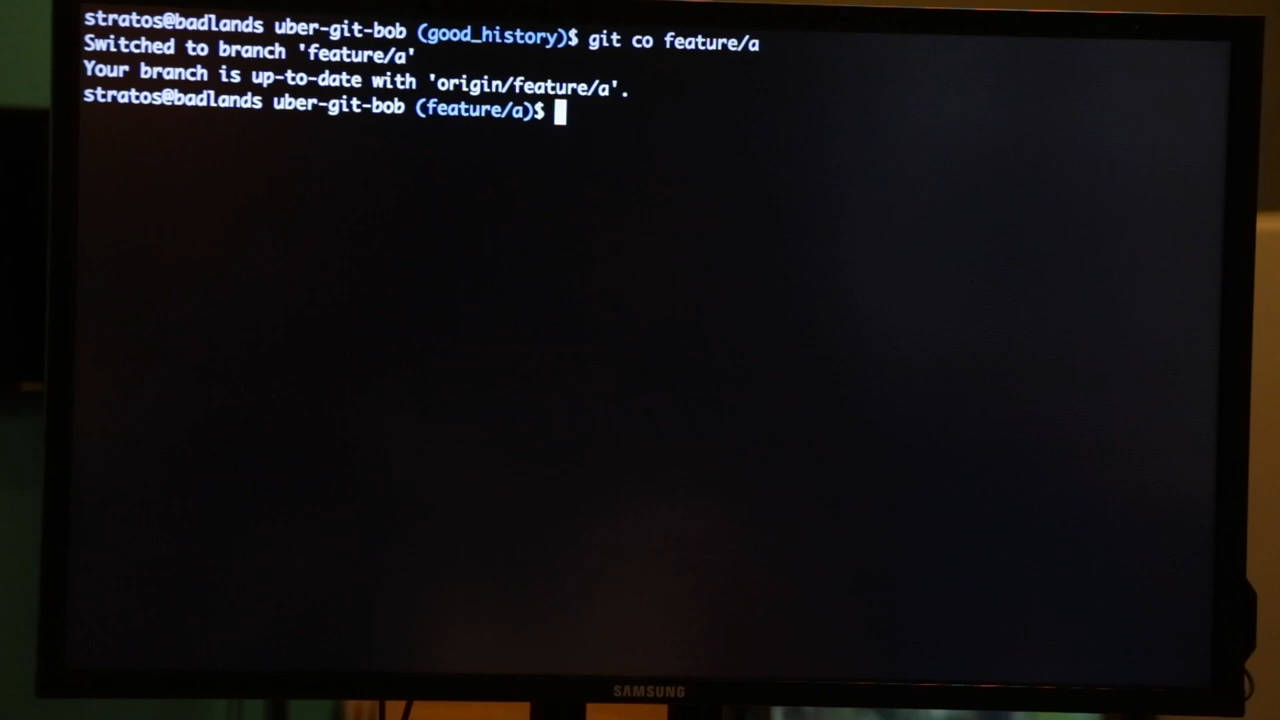 stratos@badlands uber-git-bob (good_history)$ git co feature/a
Switched to branch 'feature/a'
Your branch is up-to-date with 'origin/feature/a'.
stratos@badlands uber-git-bob (feature/a)$
SAMSUNG